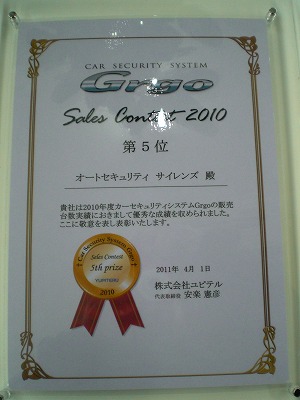 CAR SECURITY SYSTEM
Grgo
Sales Contest 2010
第5位
オートセキュリティ サイレンズ 殿
貴社は2010年度カーセキュリティシステムGrgoの販売
台数実績におきまして優秀な成績を収められました。
ここに敬意を表し表彰いたします。
Car Security System Grgo
Sales Contest
5th prize
YUPITERU
2010
2011年 4月 1日
株式会社ユピテル
代表取締役 安楽 憲彦